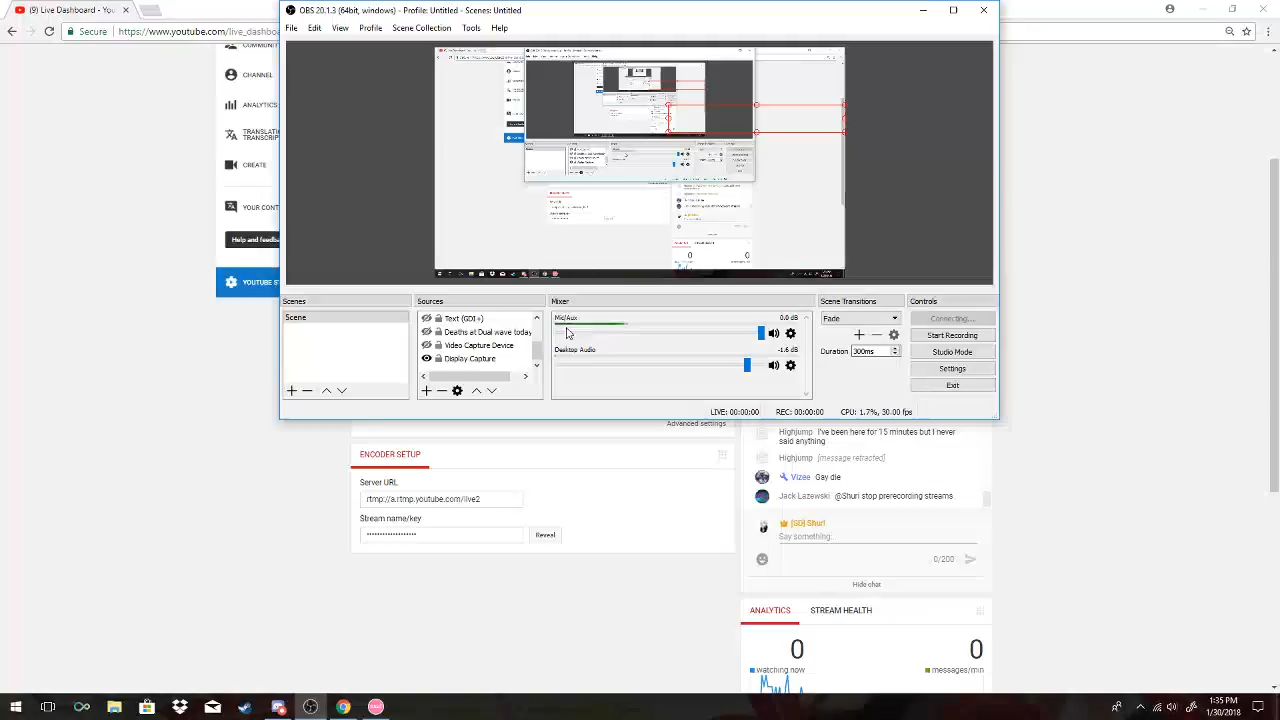 (9) Live Dashboard - You
OBS 20.1.3 (64bit, windows) - Profile: Untitled - Scenes: Untitled
Secure
https://www.youtube.com/live_dashbo
File Edit View Profile Scene Collection Tools Help
CHANNEL
ANALYTICS
CREATE
YOUR CONT
Help and feedba
YOUTUBE ST
Scenes
Scene
Sources
Text (GDI+)
Deaths at Dual wave today
Video Capture Device
Display Capture
Mixer
Mic/Aux 0.0 dB
Desktop Audio -1.6 dB
Scene Transitions
Fade
Duration 300ms
Controls
Connecting...
Start Recording
Studio Mode
Settings
Exit
LIVE: 00:00:00 REC: 00:00:00 CPU: 1.7%, 30.00 fps
Advanced settings
ENCODER SETUP
Server URL
rtmp://a.rtmp.youtube.com/live2
Stream name/key
Reveal
Highjump I've been here for 15 minutes but I never
said anything
Highjump [message retracted]
Vizee Gay die
Jack Lazewski @Shuri stop prerecording streams
[GD] Shuri
Say something...
0/200
Hide chat
ANALYTICS STREAM HEALTH
0 0
watching now messages/min
1:35 PM
1/30/2018